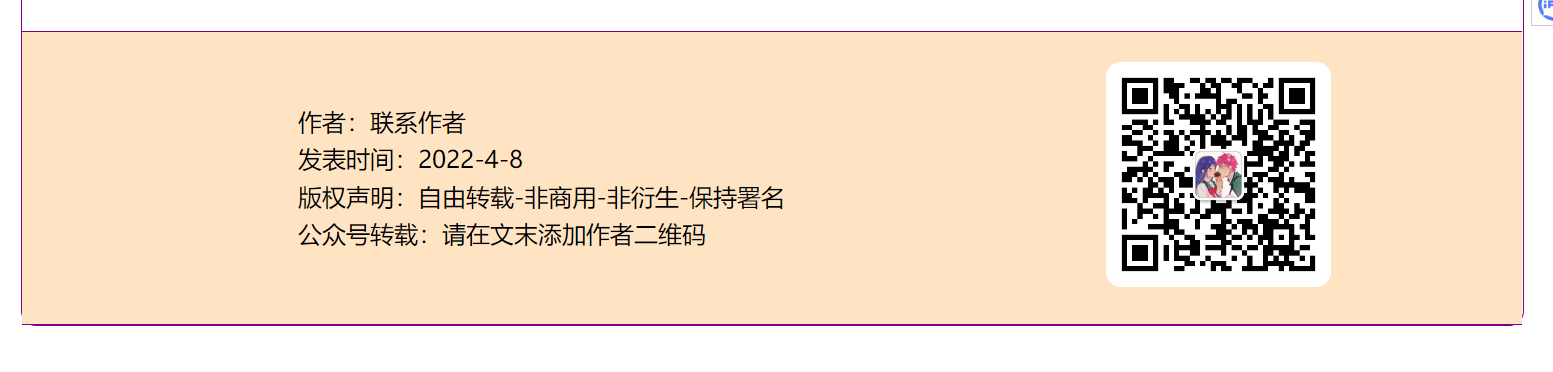 作者：联系作者
发表时间：2022-4-8
版权声明：自由转载-非商用-非衍生-保持署名
公众号转载：请在文末添加作者二维码